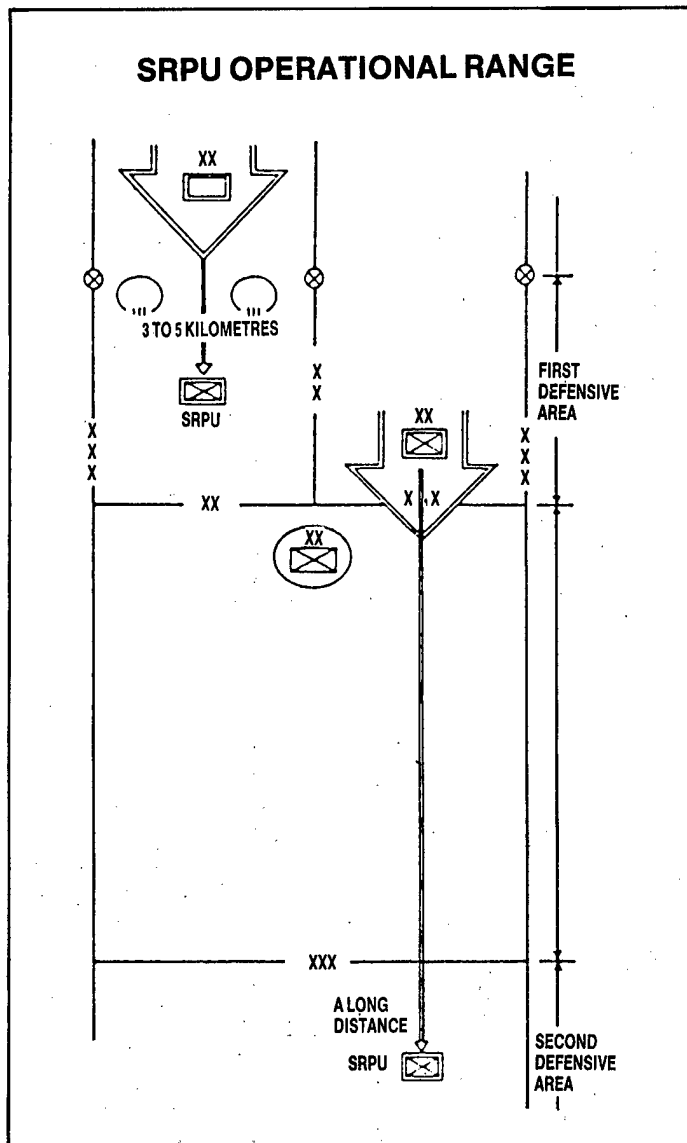 SRPU OPERATIONAL RANGE
XX
3 TO 5 KILOMETRES
SRPU
X
X
X
X
X
XX
XX
X X
X
X
X
FIRST
DEFENSIVE
AREA
XX
XXX
A LONG
DISTANCE
SRPU
SECOND
DEFENSIVE
AREA